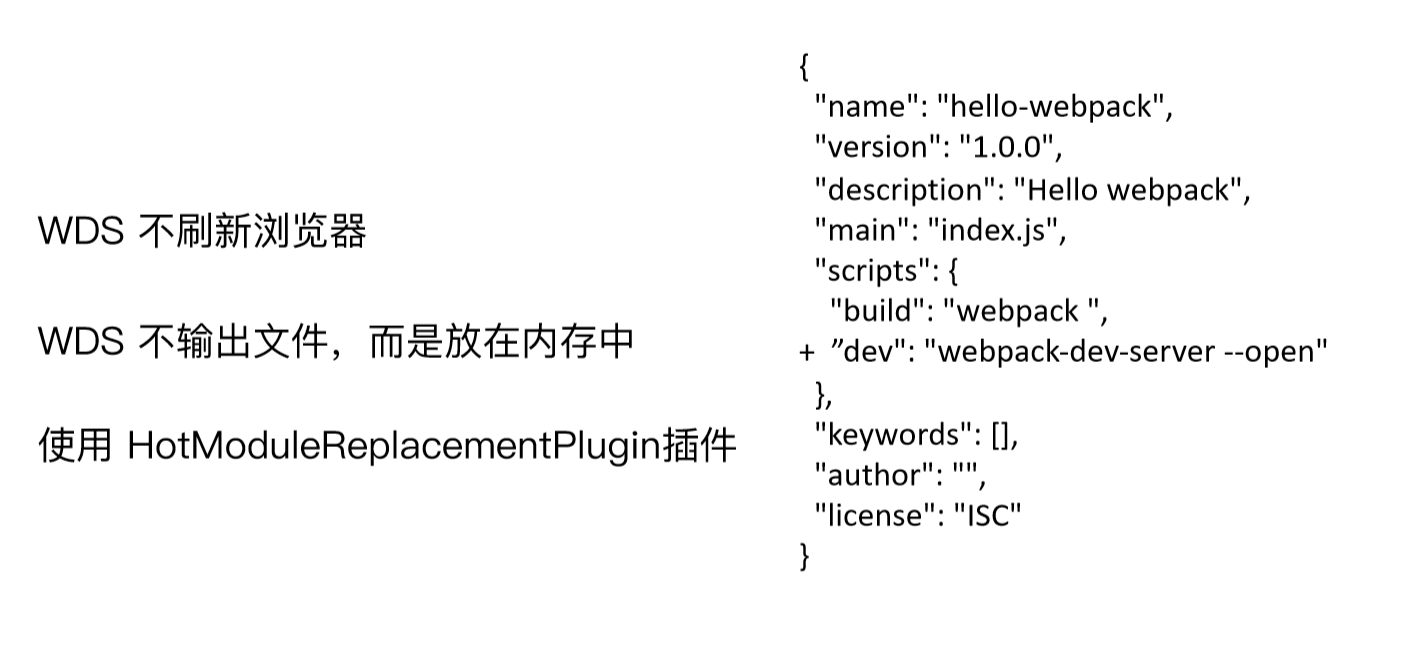 WDS 不刷新浏览器
WDS 不输出文件，而是放在内存中
使用 HotModuleReplacementPlugin插件
{
"name": "hello-webpack",
"version": "1.0.0",
"description": "Hello webpack",
"main": "index.js",
"scripts": {
"build": "webpack ",
+ ”dev": "webpack-dev-server --open"
},
"keywords": [],
"author": "",
"license": "ISC"
}